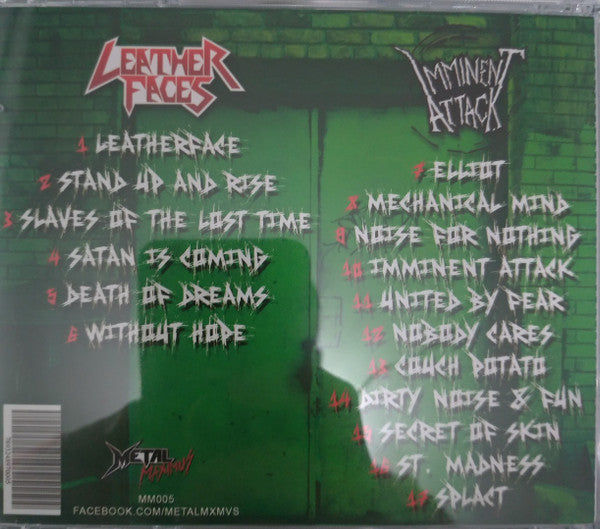 LEATHER
FACES
1 LEATHERFACE
2 STAND UP AND RISE
3 SLAVES OF THE LOST TIME
4 SATAN IS COMING
5 DEATH OF DREAMS
6 WITHOUT HOPE
IMMINENT
ATTACK
7 ELLIOT
8 MECHANICAL MIND
9 NOISE FOR NOTHING
10 IMMINENT ATTACK
11 UNITED BY FEAR
12 NOBODY CARES
13 COUCH POTATO
14 DIRTY NOISE & FUN
15 SECRET OF SKIN
16 ST. MADNESS
17 SPLACT
METAL
MAXIMUS
MM005
FACEBOOK.COM/METALMXMVS